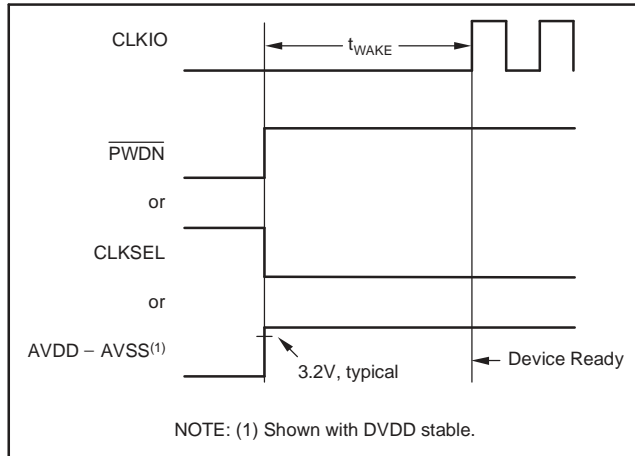 CLKIO
tWAKE
PWDN
or
CLKSEL
or
AVDD – AVSS(1)
3.2V, typical
Device Ready
NOTE: (1) Shown with DVDD stable.